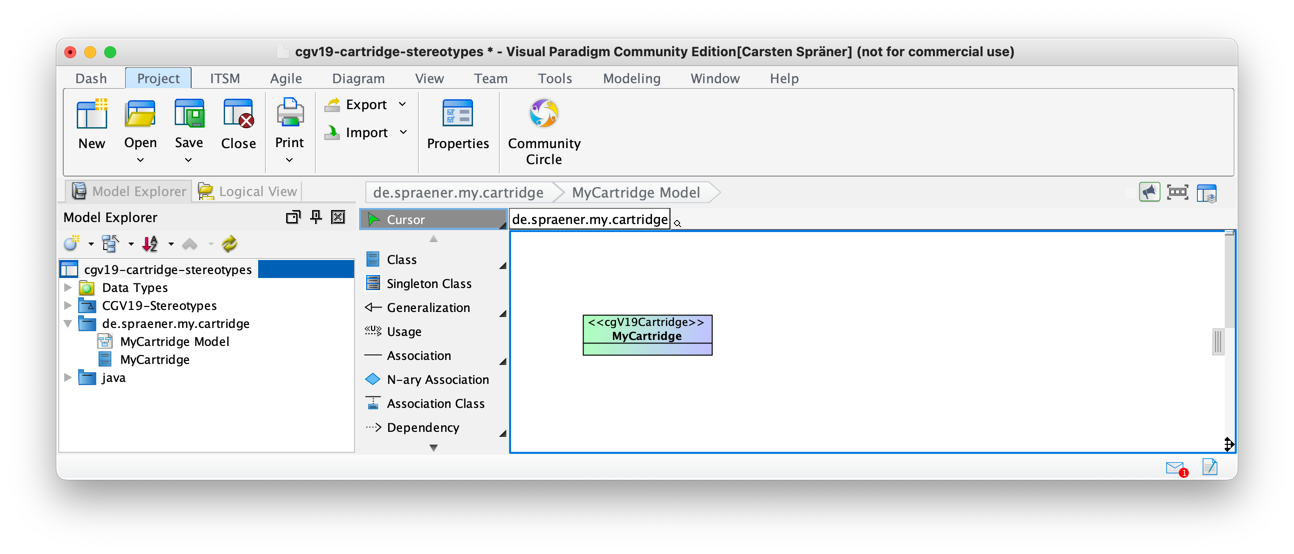 cgv19-cartridge-stereotypes * - Visual Paradigm Community Edition[Carsten Spräner] (not for commercial use)
Dash Project ITSM Agile Diagram View Team Tools Modeling Window Help
New Open Save Close Print Export Import Properties Community Circle
Model Explorer Logical View de.spraener.my.cartridge MyCartridge Model
Model Explorer
Cursor
de.spraener.my.cartridge
cgv19-cartridge-stereotypes
Data Types
CGV19-Stereotypes
de.spraener.my.cartridge
MyCartridge Model
MyCartridge
java
Class
Singleton Class
Generalization
«U» Usage
Association
N-ary Association
Association Class
Dependency
<<cgV19Cartridge>>
MyCartridge
1